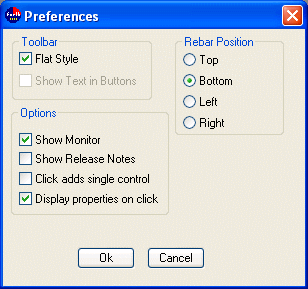 Preferences
Toolbar
Flat Style
Show Text in Buttons
Rebar Position
Top
Bottom
Left
Right
Options
Show Monitor
Show Release Notes
Click adds single control
Display properties on click
Ok
Cancel